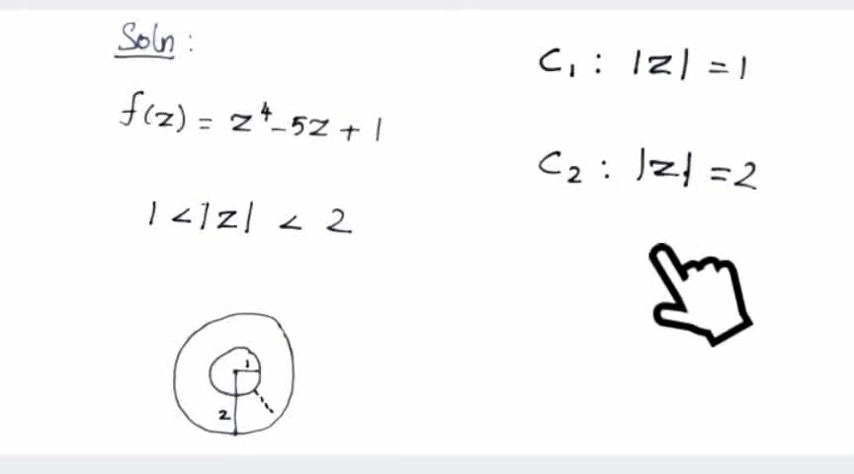 Soln :
f(z) = z⁴ - 5z + 1
1 < |z| < 2
C₁ : |z| = 1
C₂ : |z| = 2
1
2